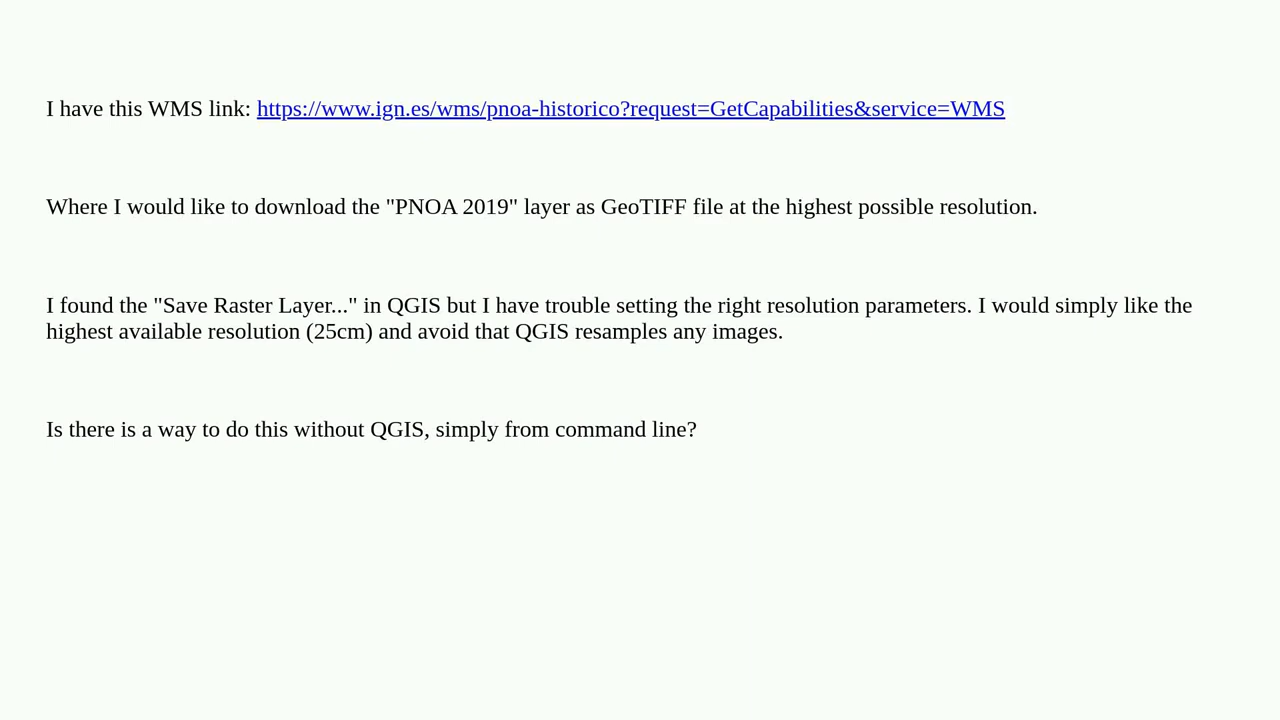 I have this WMS link: https://www.ign.es/wms/pnoa-historico?request=GetCapabilities&service=WMS
Where I would like to download the "PNOA 2019" layer as GeoTIFF file at the highest possible resolution.
I found the "Save Raster Layer..." in QGIS but I have trouble setting the right resolution parameters. I would simply like the
highest available resolution (25cm) and avoid that QGIS resamples any images.
Is there is a way to do this without QGIS, simply from command line?